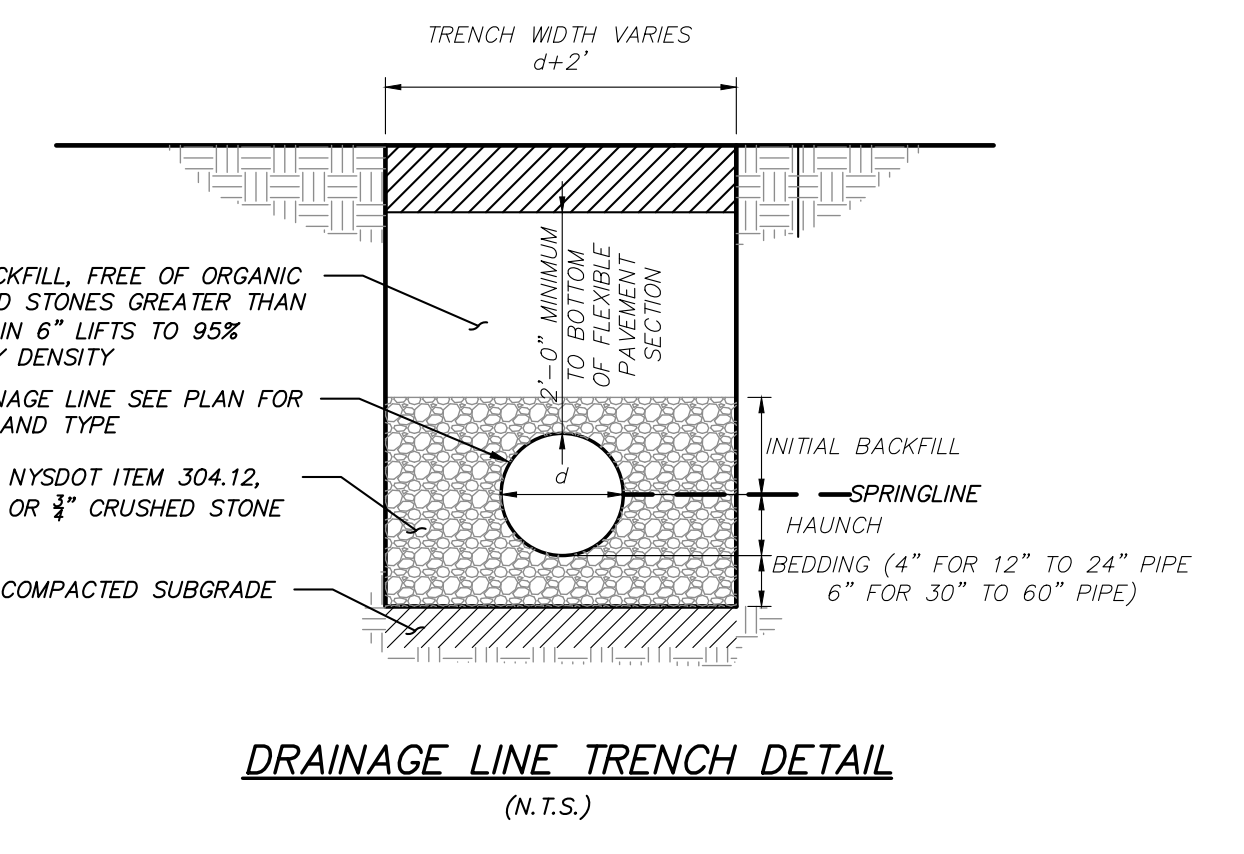 TRENCH WIDTH VARIES
d+2'
2'-0" MINIMUM
TO BOTTOM
OF FLEXIBLE
PAVEMENT
SECTION
CKFILL, FREE OF ORGANIC
D STONES GREATER THAN
IN 6" LIFTS TO 95%
Y DENSITY
NAGE LINE SEE PLAN FOR
AND TYPE
NYSDOT ITEM 304.12,
OR 3/4" CRUSHED STONE
COMPACTED SUBGRADE
d
INITIAL BACKFILL
SPRINGLINE
HAUNCH
BEDDING (4" FOR 12" TO 24" PIPE
6" FOR 30" TO 60" PIPE)
DRAINAGE LINE TRENCH DETAIL
(N.T.S.)